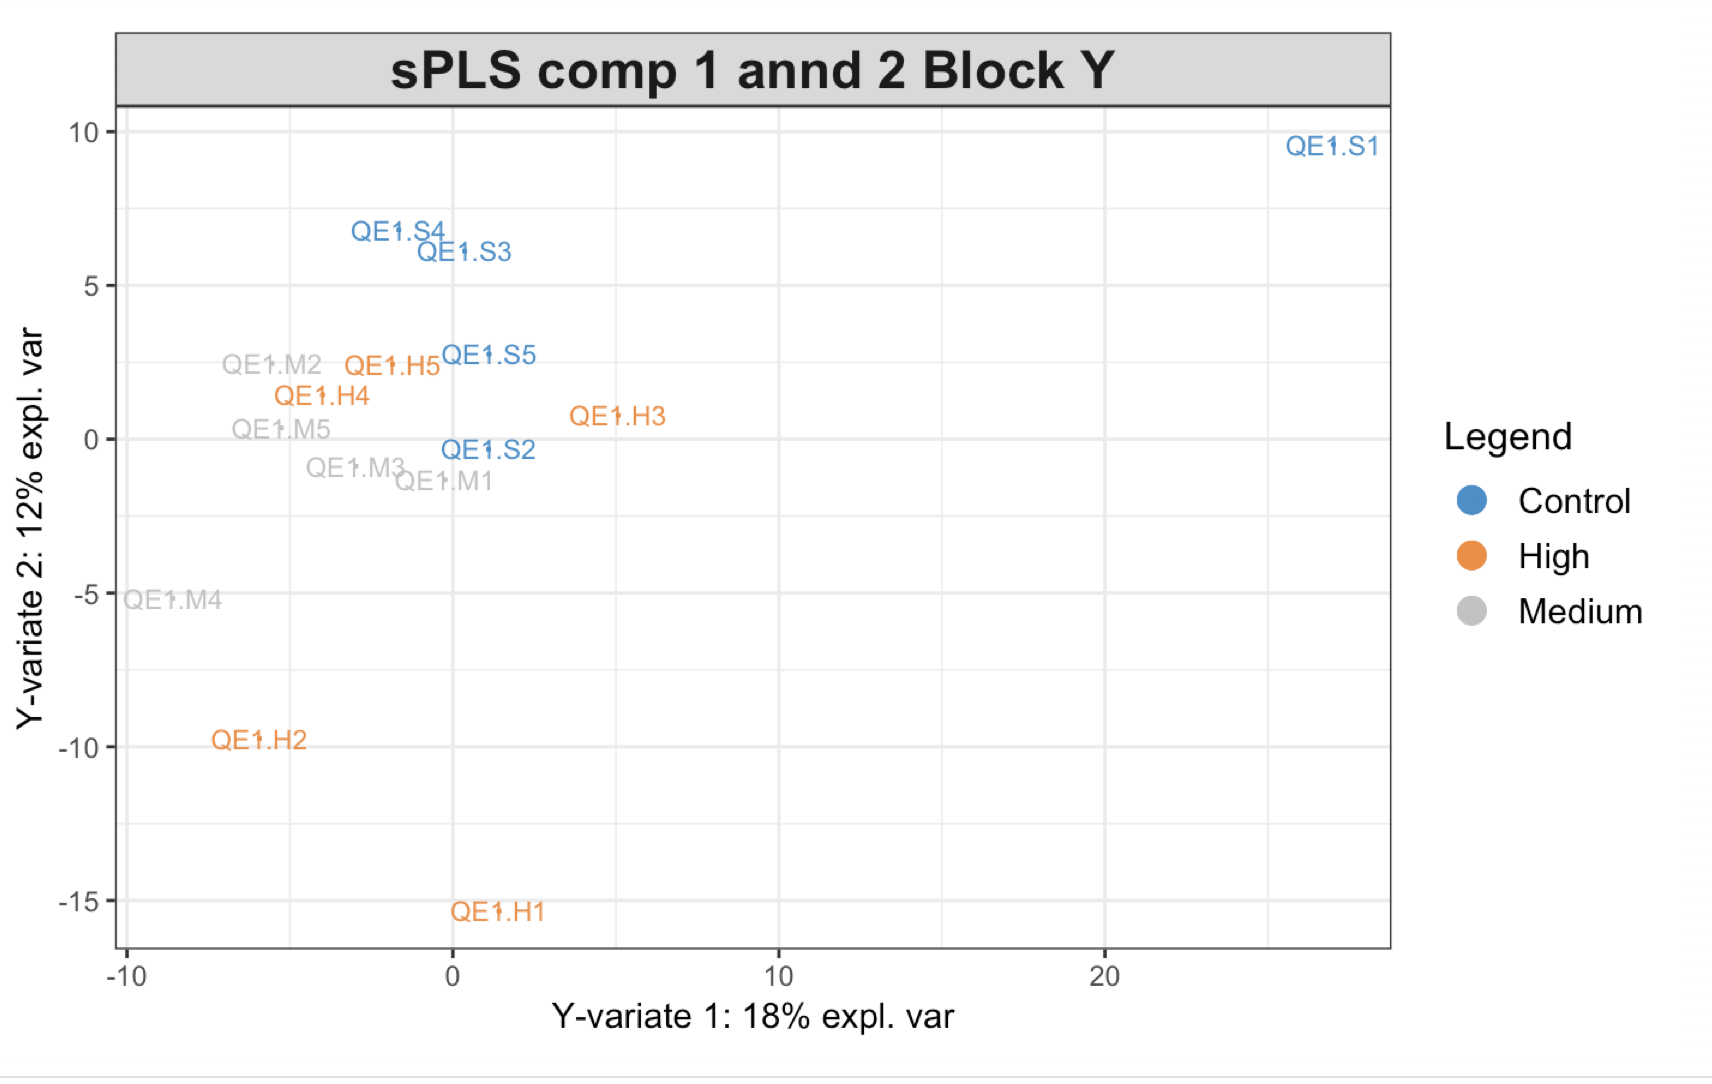 sPLS comp 1 annd 2 Block Y
10
QE1.S1
QE1.S4
QE1.S3
5
QE1.S5
QE1.M2
QE1.H5
QE1.H4
QE1.H3
QE1.M5
0
QE1.S2
QE1.M3
QE1.M1
-5
QE1.M4
QE1.H2
-10
-15
QE1.H1
-10
0
10
20
Y-variate 1: 18% expl. var
Y-variate 2: 12% expl. var
Legend
Control
High
Medium